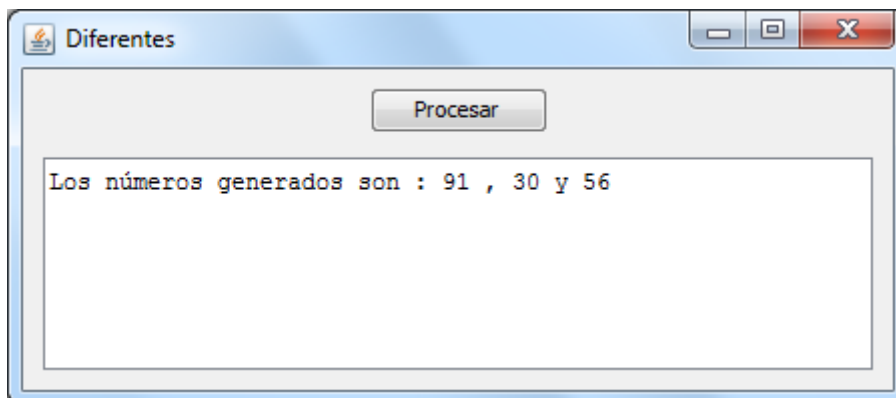 Diferentes
Procesar
Los números generados son : 91 , 30 y 56